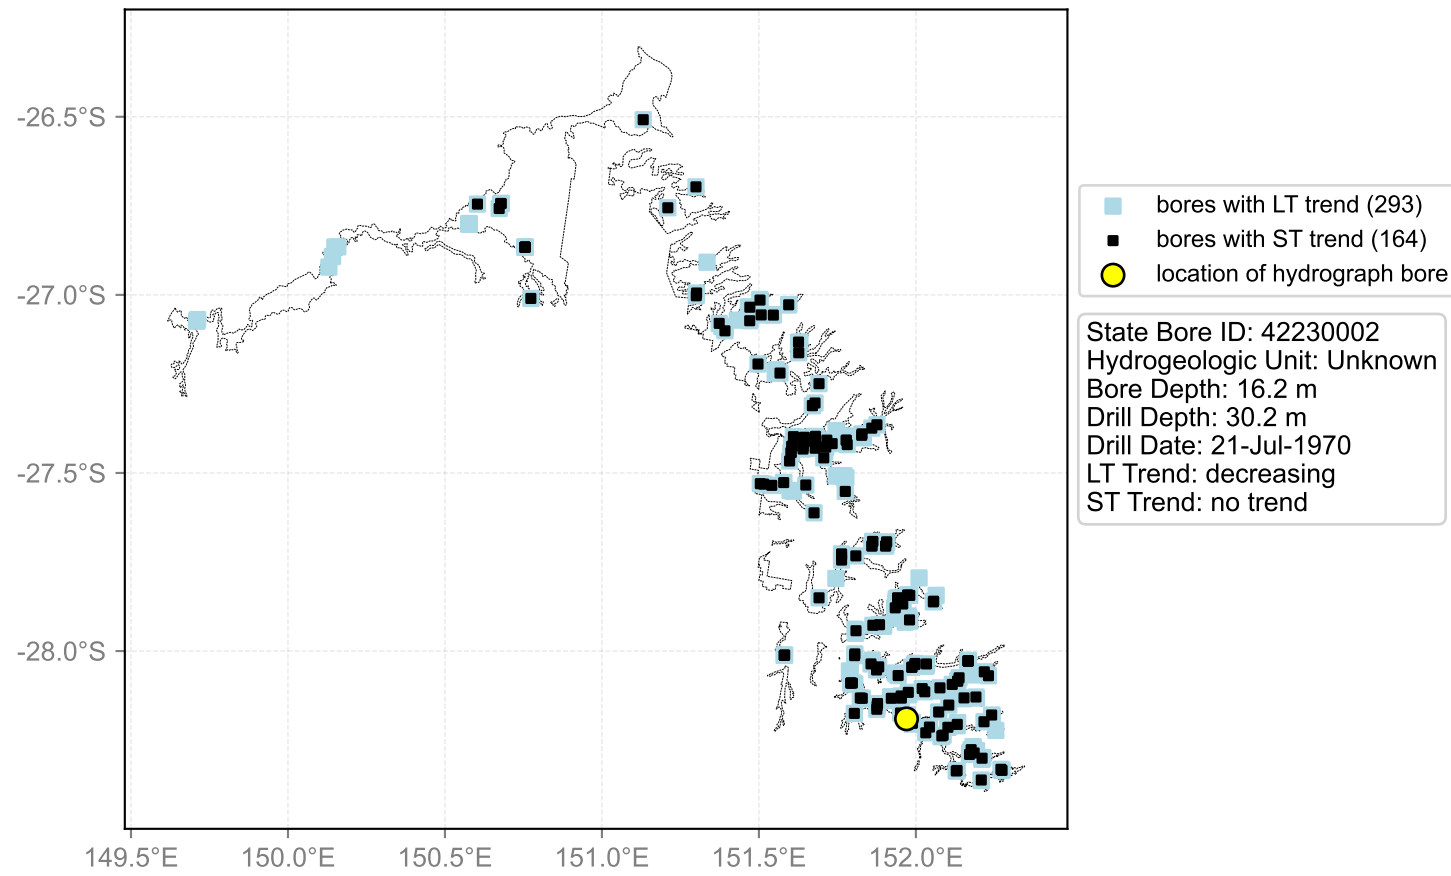 -26.5°S
-27.0°S
-27.5°S
-28.0°S
149.5°E
150.0°E
150.5°E
151.0°E
151.5°E
152.0°E
bores with LT trend (293)
bores with ST trend (164)
location of hydrograph bore
State Bore ID: 42230002
Hydrogeologic Unit: Unknown
Bore Depth: 16.2 m
Drill Depth: 30.2 m
Drill Date: 21-Jul-1970
LT Trend: decreasing
ST Trend: no trend